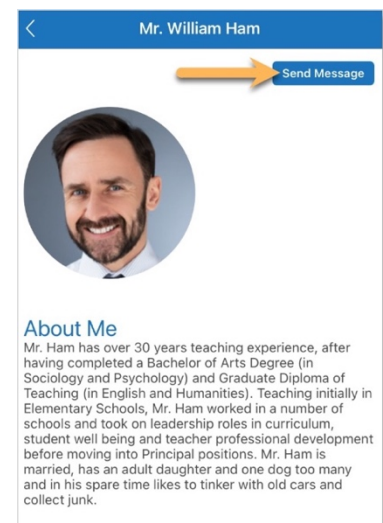 Mr. William Ham
Send Message
About Me
Mr. Ham has over 30 years teaching experience, after
having completed a Bachelor of Arts Degree (in
Sociology and Psychology) and Graduate Diploma of
Teaching (in English and Humanities). Teaching initially in
Elementary Schools, Mr. Ham worked in a number of
schools and took on leadership roles in curriculum,
student well being and teacher professional development
before moving into Principal positions. Mr. Ham is
married, has an adult daughter and one dog too many
and in his spare time likes to tinker with old cars and
collect junk.